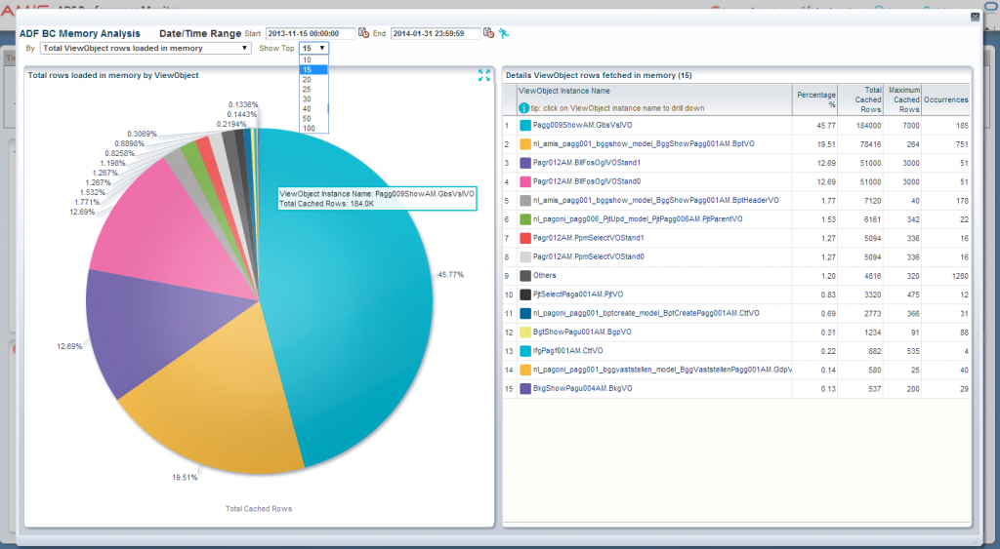 AMIS ADF Performance Monitor
ADF BC Memory Analysis Date/Time Range Start 2013-11-15 00:00:00 End 2014-01-31 23:59:59
By Total ViewObject rows loaded in memory Show Top 15
10
15
20
25
30
40
50
100
Total rows loaded in memory by ViewObject
0.1336%
0.1443%
0.2194%
0.3069%
0.6898%
0.8258%
1.198%
1.267%
1.267%
1.532%
1.771%
12.69%
ViewObject Instance Name: Pagg009ShowAM.GbsVslVO
Total Cached Rows: 184.0K
45.77%
12.69%
19.51%
Total Cached Rows
Details ViewObject rows fetched in memory (15)
ViewObject Instance Name Percentage % Total Cached Rows Maximum Cached Rows Occurrences
tip: click on ViewObject instance name to drill down
1 Pagg009ShowAM.GbsVslVO 45.77 184000 7000 185
2 nl_amis_pagg001_bggshow_model_BggShowPagg001AM.BptVO 19.51 78416 264 751
3 Pagr012AM.BllFosOglVOStand1 12.69 51000 3000 51
4 Pagr012AM.BllFosOglVOStand0 12.69 51000 3000 51
5 nl_amis_pagg001_bggshow_model_BggShowPagg001AM.BptHeaderVO 1.77 7120 40 178
6 nl_pagoni_pagg006_PjtUpd_model_PjtPagg006AM.PjtParentVO 1.53 6161 342 22
7 Pagr012AM.PpmSelectVOStand1 1.27 5094 336 16
8 Pagr012AM.PpmSelectVOStand0 1.27 5094 336 16
9 Others 1.20 4816 320 1280
10 PjtSelectPaga001AM.PjtVO 0.83 3320 475 12
11 nl_pagoni_pagg001_bptcreate_model_BptCreatePagg001AM.CttVO 0.69 2773 366 31
12 BgtShowPagu001AM.BgpVO 0.31 1234 91 88
13 IfgPagf001AM.CttVO 0.22 882 535 4
14 nl_pagoni_pagg001_bggvaststellen_model_BggVaststellenPagg001AM.GdpV 0.14 580 25 40
15 BkgShowPagu004AM.BkgVO 0.13 537 200 29